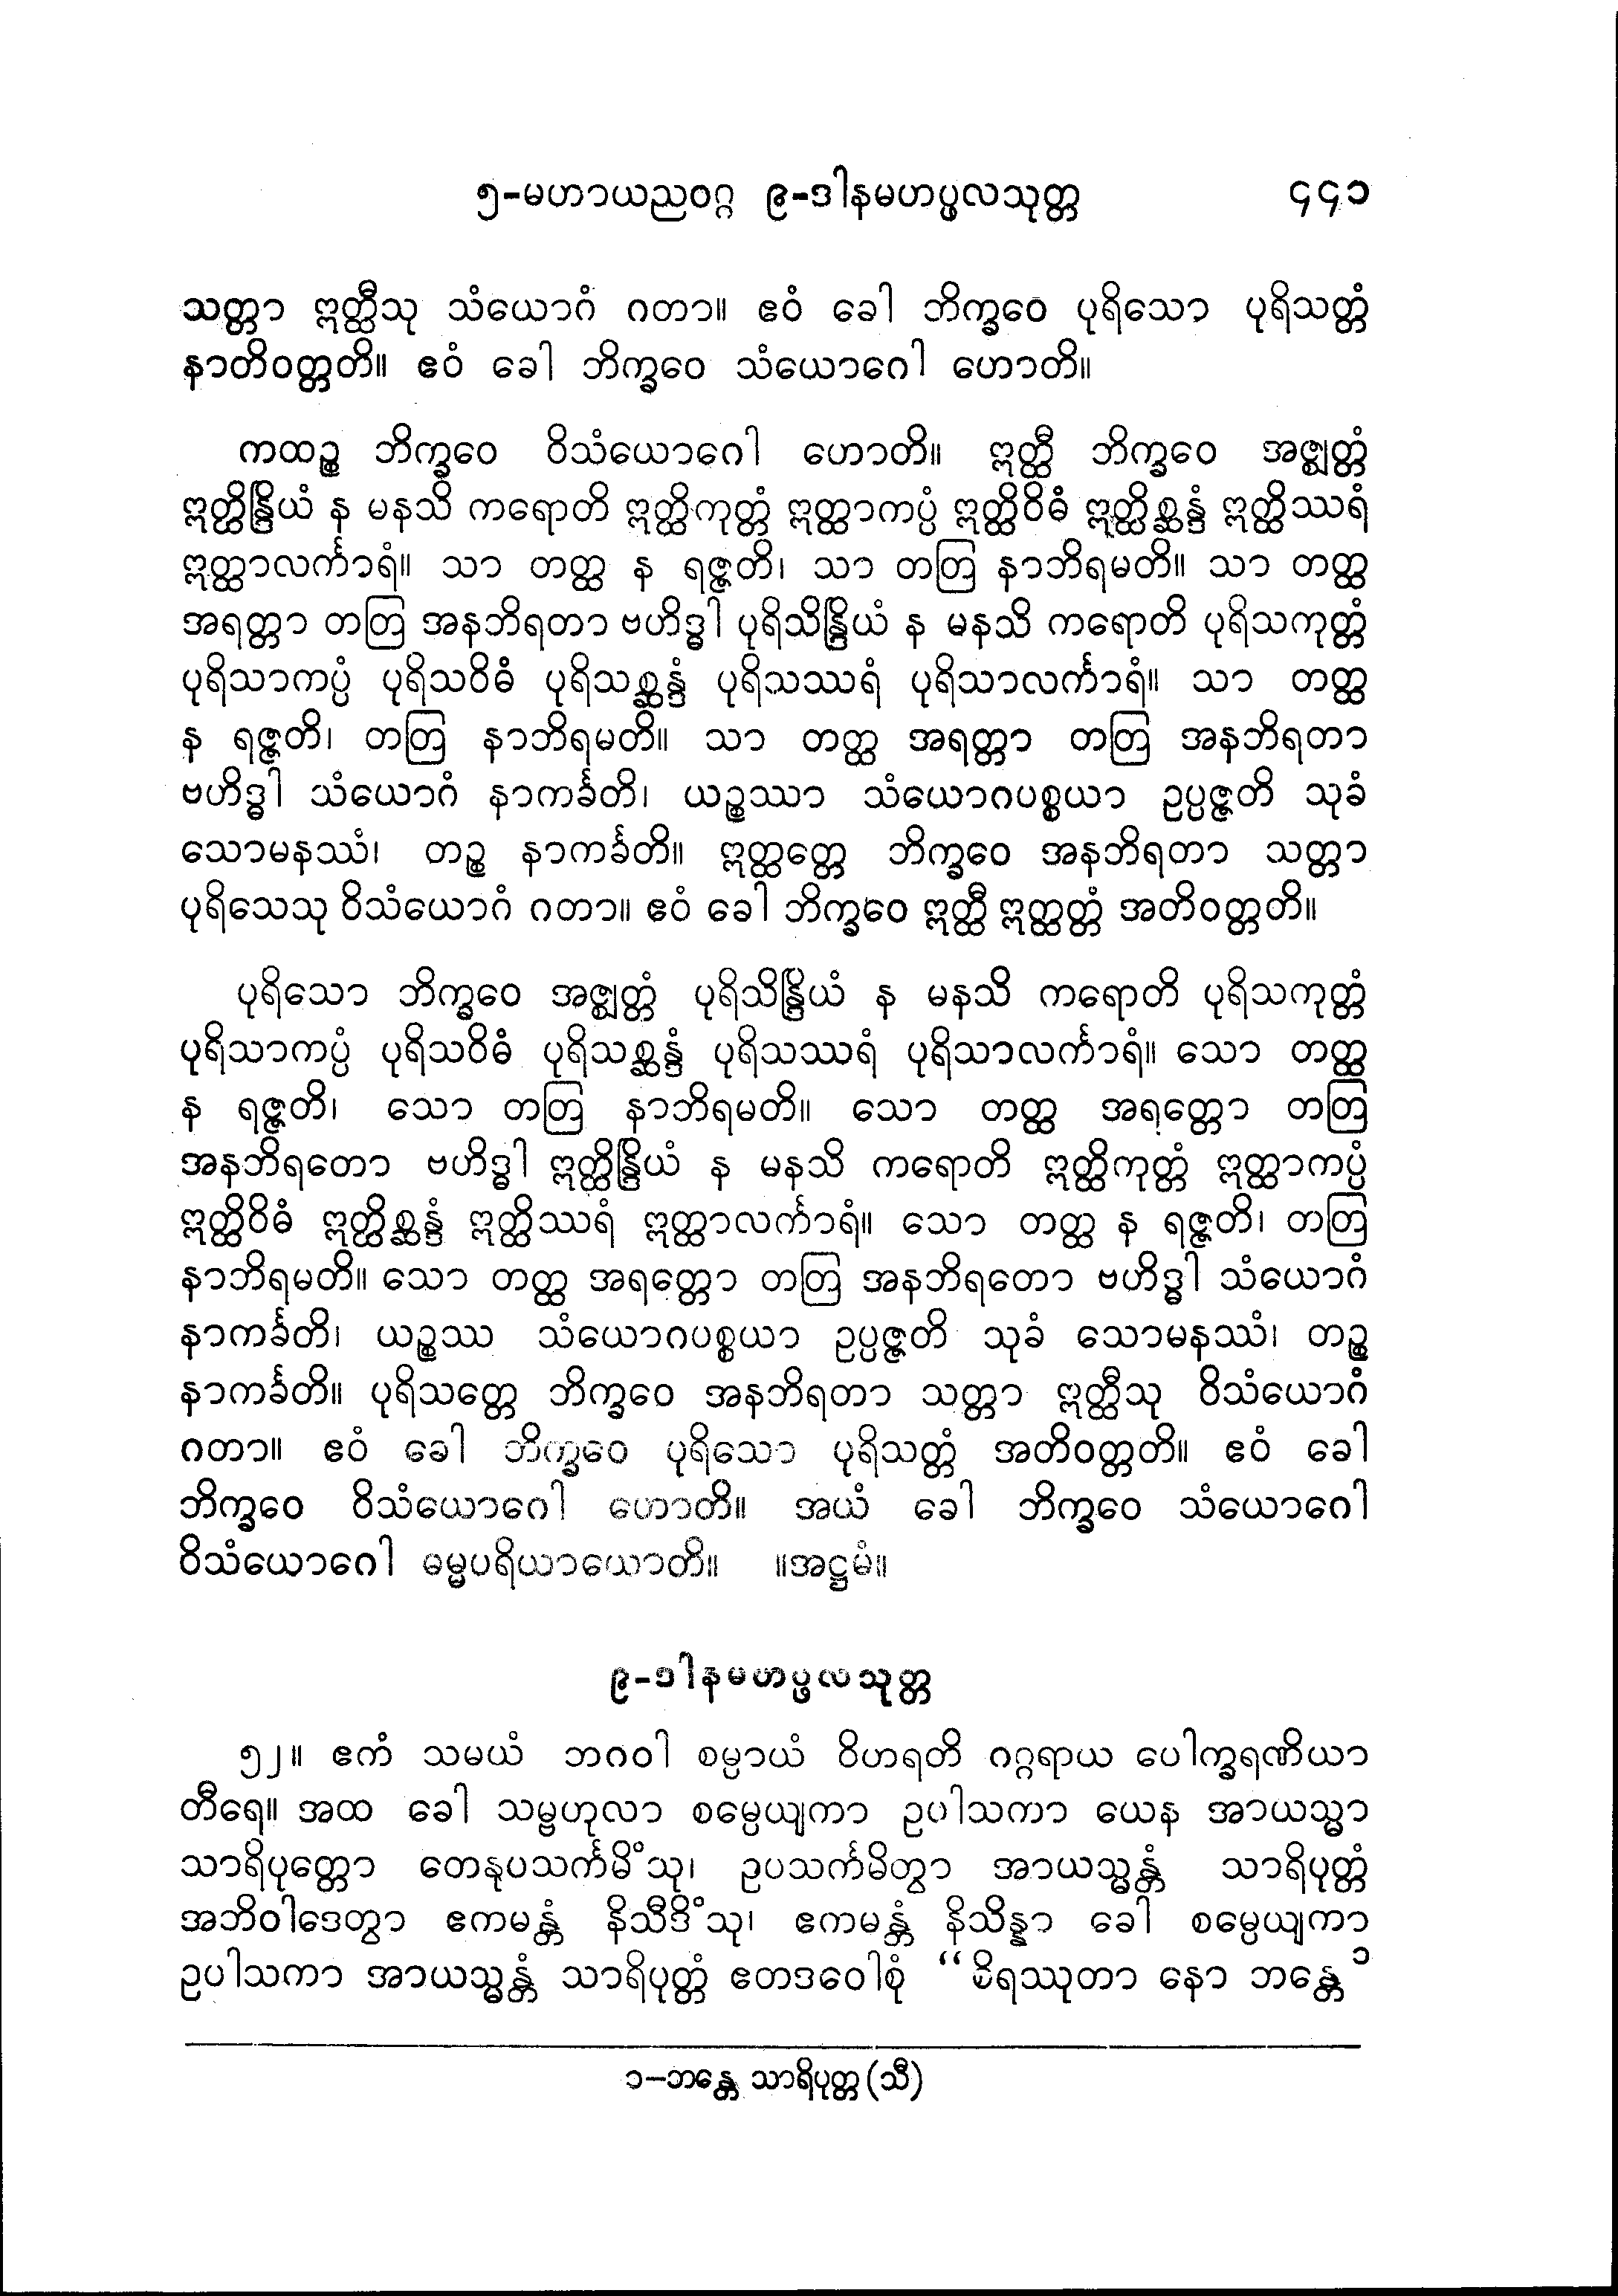 ၅-မဟာယညဝဂ္ဂ ၉-ဒါနမဟပ္ဖလသုတ္တ ၄၄၁
သတ္တာ ဣတ္ထီသု သံယောဂံ ဂတာ။ ဧဝံ ခေါ ဘိက္ခဝေ ပုရိသော ပုရိသတ္တံ
နာတိဝတ္တတိ။ ဧဝံ ခေါ ဘိက္ခဝေ သံယောဂေါ ဟောတိ။
ကထဉ္စ ဘိက္ခဝေ ဝိသံယောဂေါ ဟောတိ။ ဣတ္ထီ ဘိက္ခဝေ အဇ္ဈတ္တံ
ဣတ္ထိန္ဒြိယံ န မနသိ ကရောတိ ဣတ္ထိကုတ္တံ ဣတ္ထာကပ္ပံ ဣတ္ထိဝိဓံ ဣတ္ထိစ္ဆန္ဒံ ဣတ္ထိဿရံ
ဣတ္ထာလင်္ကာရံ။ သာ တတ္ထ န ရဇ္ဇတိ၊ သာ တတြ နာဘိရမတိ။ သာ တတ္ထ
အရတ္တာ တတြ အနဘိရတာ ဗဟိဒ္ဓါ ပုရိသိန္ဒြိယံ န မနသိ ကရောတိ ပုရိသကုတ္တံ
ပုရိသာကပ္ပံ ပုရိသဝိဓံ ပုရိသစ္ဆန္ဒံ ပုရိသဿရံ ပုရိသာလင်္ကာရံ။ သာ တတ္ထ
န ရဇ္ဇတိ၊ တတြ နာဘိရမတိ။ သာ တတ္ထ အရတ္တာ တတြ အနဘိရတာ
ဗဟိဒ္ဓါ သံယောဂံ နာကင်္ခတိ၊ ယဉ္စဿာ သံယောဂပစ္စယာ ဥပ္ပဇ္ဇတိ သုခံ
သောမနဿံ၊ တဉ္စ နာကင်္ခတိ။ ဣတ္ထတ္တေ ဘိက္ခဝေ အနဘိရတာ သတ္တာ
ပုရိသေသု ဝိသံယောဂံ ဂတာ။ ဧဝံ ခေါ ဘိက္ခဝေ ဣတ္ထီ ဣတ္ထတ္တံ အတိဝတ္တတိ။
ပုရိသော ဘိက္ခဝေ အဇ္ဈတ္တံ ပုရိသိန္ဒြိယံ န မနသိ ကရောတိ ပုရိသကုတ္တံ
ပုရိသာကပ္ပံ ပုရိသဝိဓံ ပုရိသစ္ဆန္ဒံ ပုရိသဿရံ ပုရိသာလင်္ကာရံ။ သော တတ္ထ
န ရဇ္ဇတိ၊ သော တတြ နာဘိရမတိ။ သော တတ္ထ အရတ္တော တတြ
အနဘိရတော ဗဟိဒ္ဓါ ဣတ္ထိန္ဒြိယံ န မနသိ ကရောတိ ဣတ္ထိကုတ္တံ ဣတ္ထာကပ္ပံ
ဣတ္ထိဝိဓံ ဣတ္ထိစ္ဆန္ဒံ ဣတ္ထိဿရံ ဣတ္ထာလင်္ကာရံ။ သော တတ္ထ န ရဇ္ဇတိ၊ တတြ
နာဘိရမတိ။ သော တတ္ထ အရတ္တော တတြ အနဘိရတော ဗဟိဒ္ဓါ သံယောဂံ
နာကင်္ခတိ၊ ယဉ္စဿ သံယောဂပစ္စယာ ဥပ္ပဇ္ဇတိ သုခံ သောမနဿံ၊ တဉ္စ
နာကင်္ခတိ။ ပုရိသတ္တေ ဘိက္ခဝေ အနဘိရတာ သတ္တာ ဣတ္ထီသု ဝိသံယောဂံ
ဂတာ။ ဧဝံ ခေါ ဘိက္ခဝေ ပုရိသော ပုရိသတ္တံ အတိဝတ္တတိ။ ဧဝံ ခေါ
ဘိက္ခဝေ ဝိသံယောဂေါ ဟောတိ။ အယံ ခေါ ဘိက္ခဝေ သံယောဂေါ
ဝိသံယောဂေါ ဓမ္မပရိယာယောတိ။ ။အဋ္ဌမံ။
၉-ဒါနမဟပ္ဖလသုတ္တ
၅၂။ ဧကံ သမယံ ဘဂဝါ စမ္ပာယံ ဝိဟရတိ ဂဂ္ဂရာယ ပေါက္ခရဏိယာ
တီရေ။ အထ ခေါ သမ္ဗဟုလာ စမ္ပေယျကာ ဥပါသကာ ယေန အာယသ္မာ
သာရိပုတ္တော တေနုပသင်္ကမိံသု၊ ဥပသင်္ကမိတွာ အာယသ္မန္တံ သာရိပုတ္တံ
အဘိဝါဒေတွာ ဧကမန္တံ နိသီဒိံသု၊ ဧကမန္တံ နိသိန္နာ ခေါ စမ္ပေယျကာ
ဥပါသကာ အာယသ္မန္တံ သာရိပုတ္တံ ဧတဒဝေါစုံ “စိရဿုတာ နော ဘန္တေ ၁
၁−ဘန္တေ သာရိပုတ္တ (သီ)